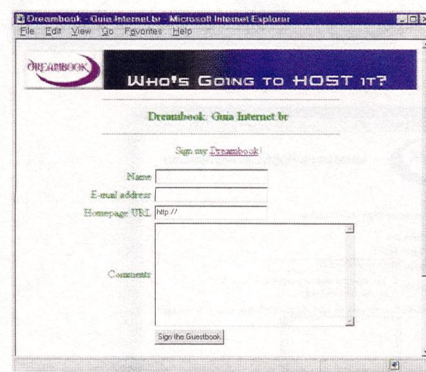 Dreambook - Guia Internet.br - Microsoft Internet Explorer
File Edit View Go Favorites Help
DREAMBOOK
WHO'S GOING TO HOST IT?
Dreambook: Guia Internet.br
Sign my Dreambook!
Name
E-mail address
Homepage URL http://
Comments
Sign the Guestbook